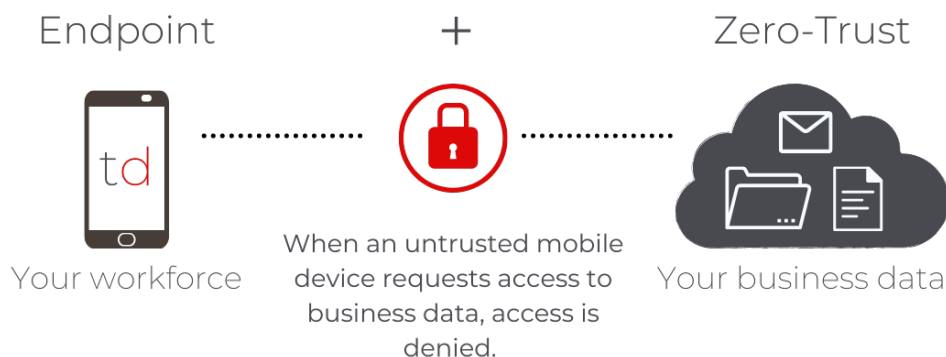 Endpoint
+
Zero-Trust
td
When an untrusted mobile
device requests access to
business data, access is
denied.
Your workforce
Your business data